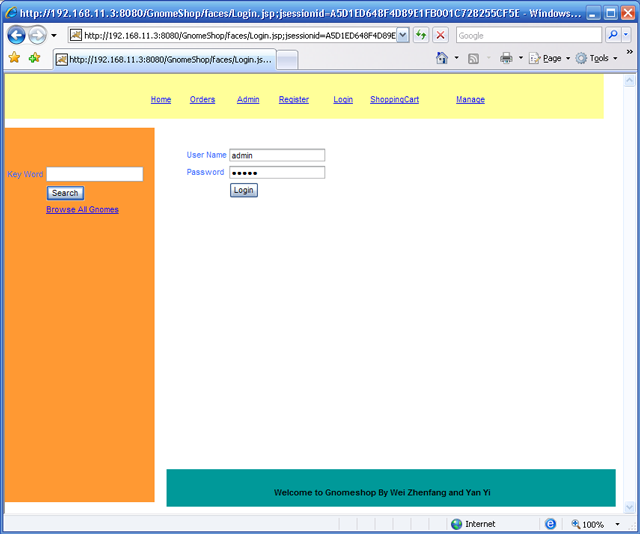 http://192.168.11.3:8080/GnomeShop/faces/Login.jsp;jsessionid=A5D1ED648F4D89E1FB001C728255CF5E - Windows...
http://192.168.11.3:8080/GnomeShop/faces/Login.jsp;jsessionid=A5D1ED648F4D89E
Google
http://192.168.11.3:8080/GnomeShop/faces/Login.js...
Page
Tools
Home Orders Admin Register Login ShoppingCart Manage
User Name admin
Key Word
Password
Search
Login
Browse All Gnomes
Welcome to Gnomeshop By Wei Zhenfang and Yan Yi
Internet
100%